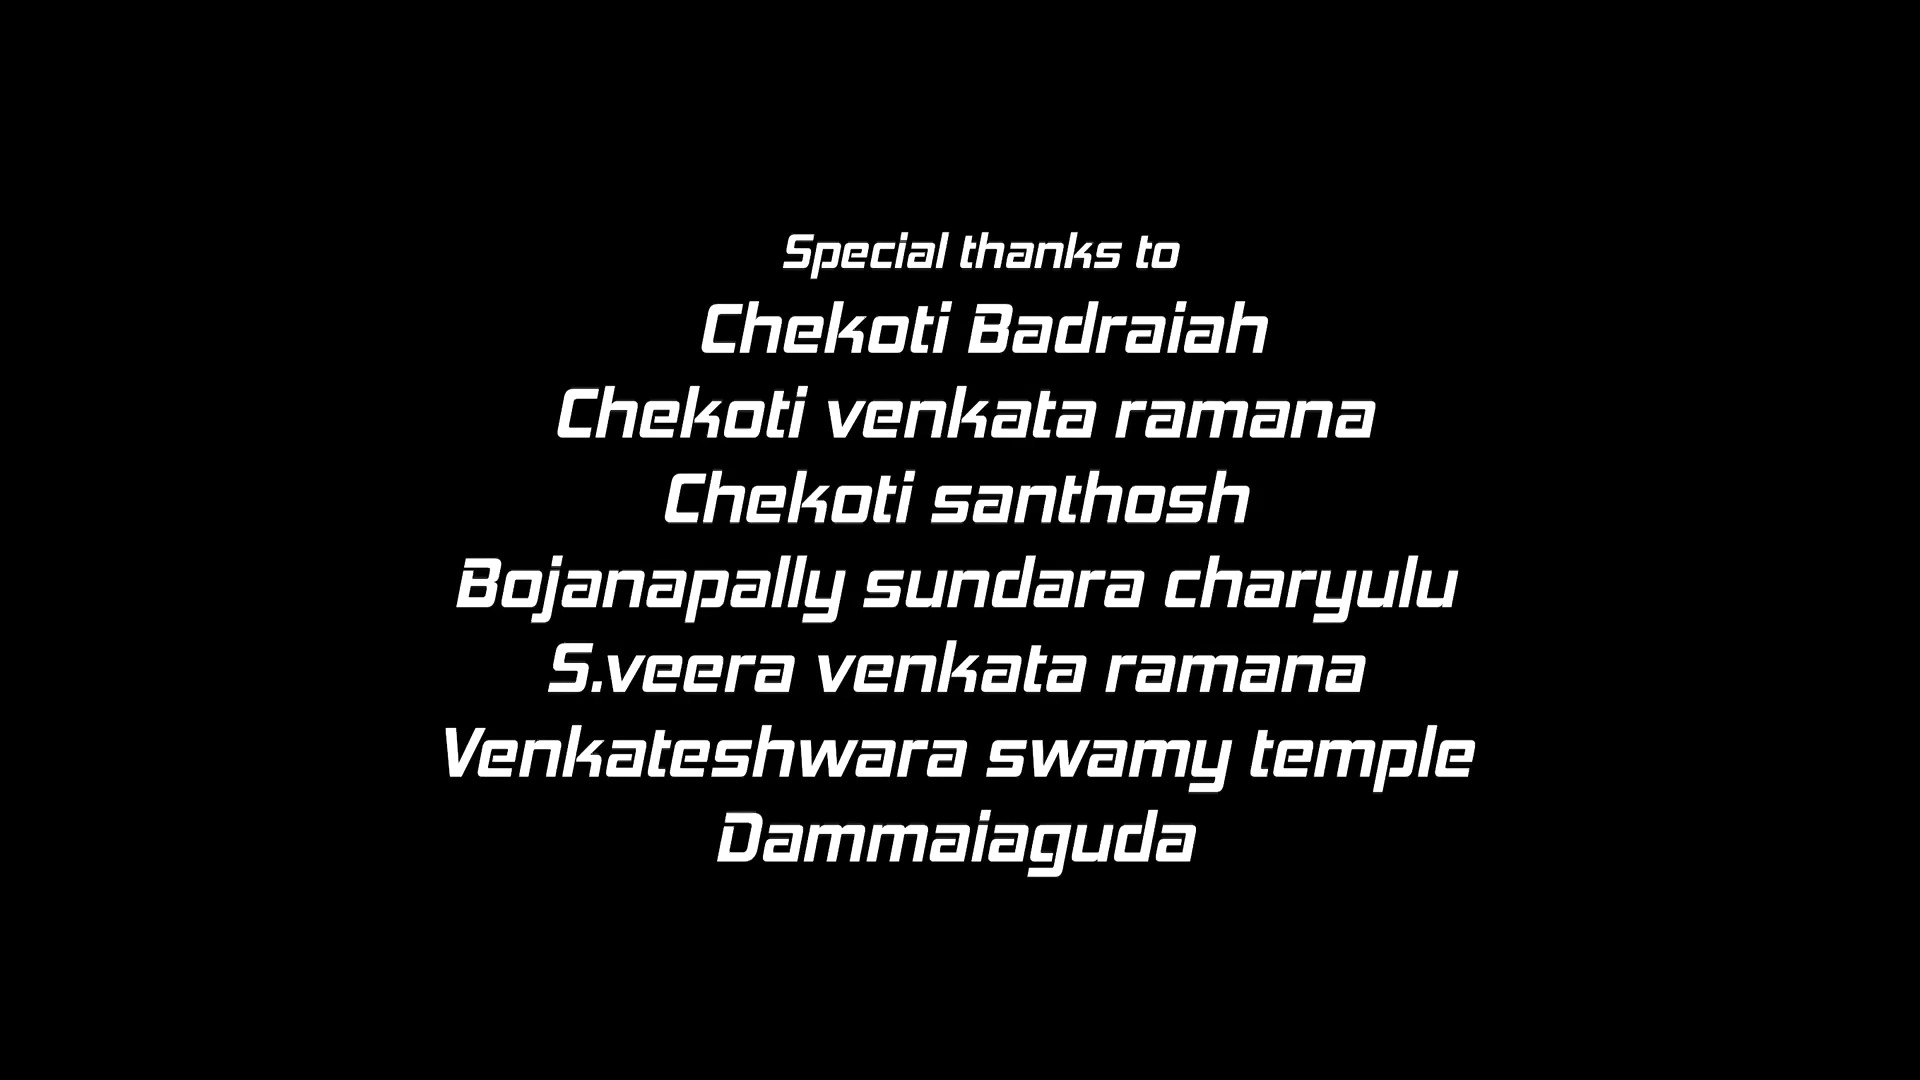 Special thanks to
Chekoti Badraiah
Chekoti venkata ramana
Chekoti santhosh
Bojanapally sundara charyulu
S.veera venkata ramana
Venkateshwara swamy temple
Dammaiaguda